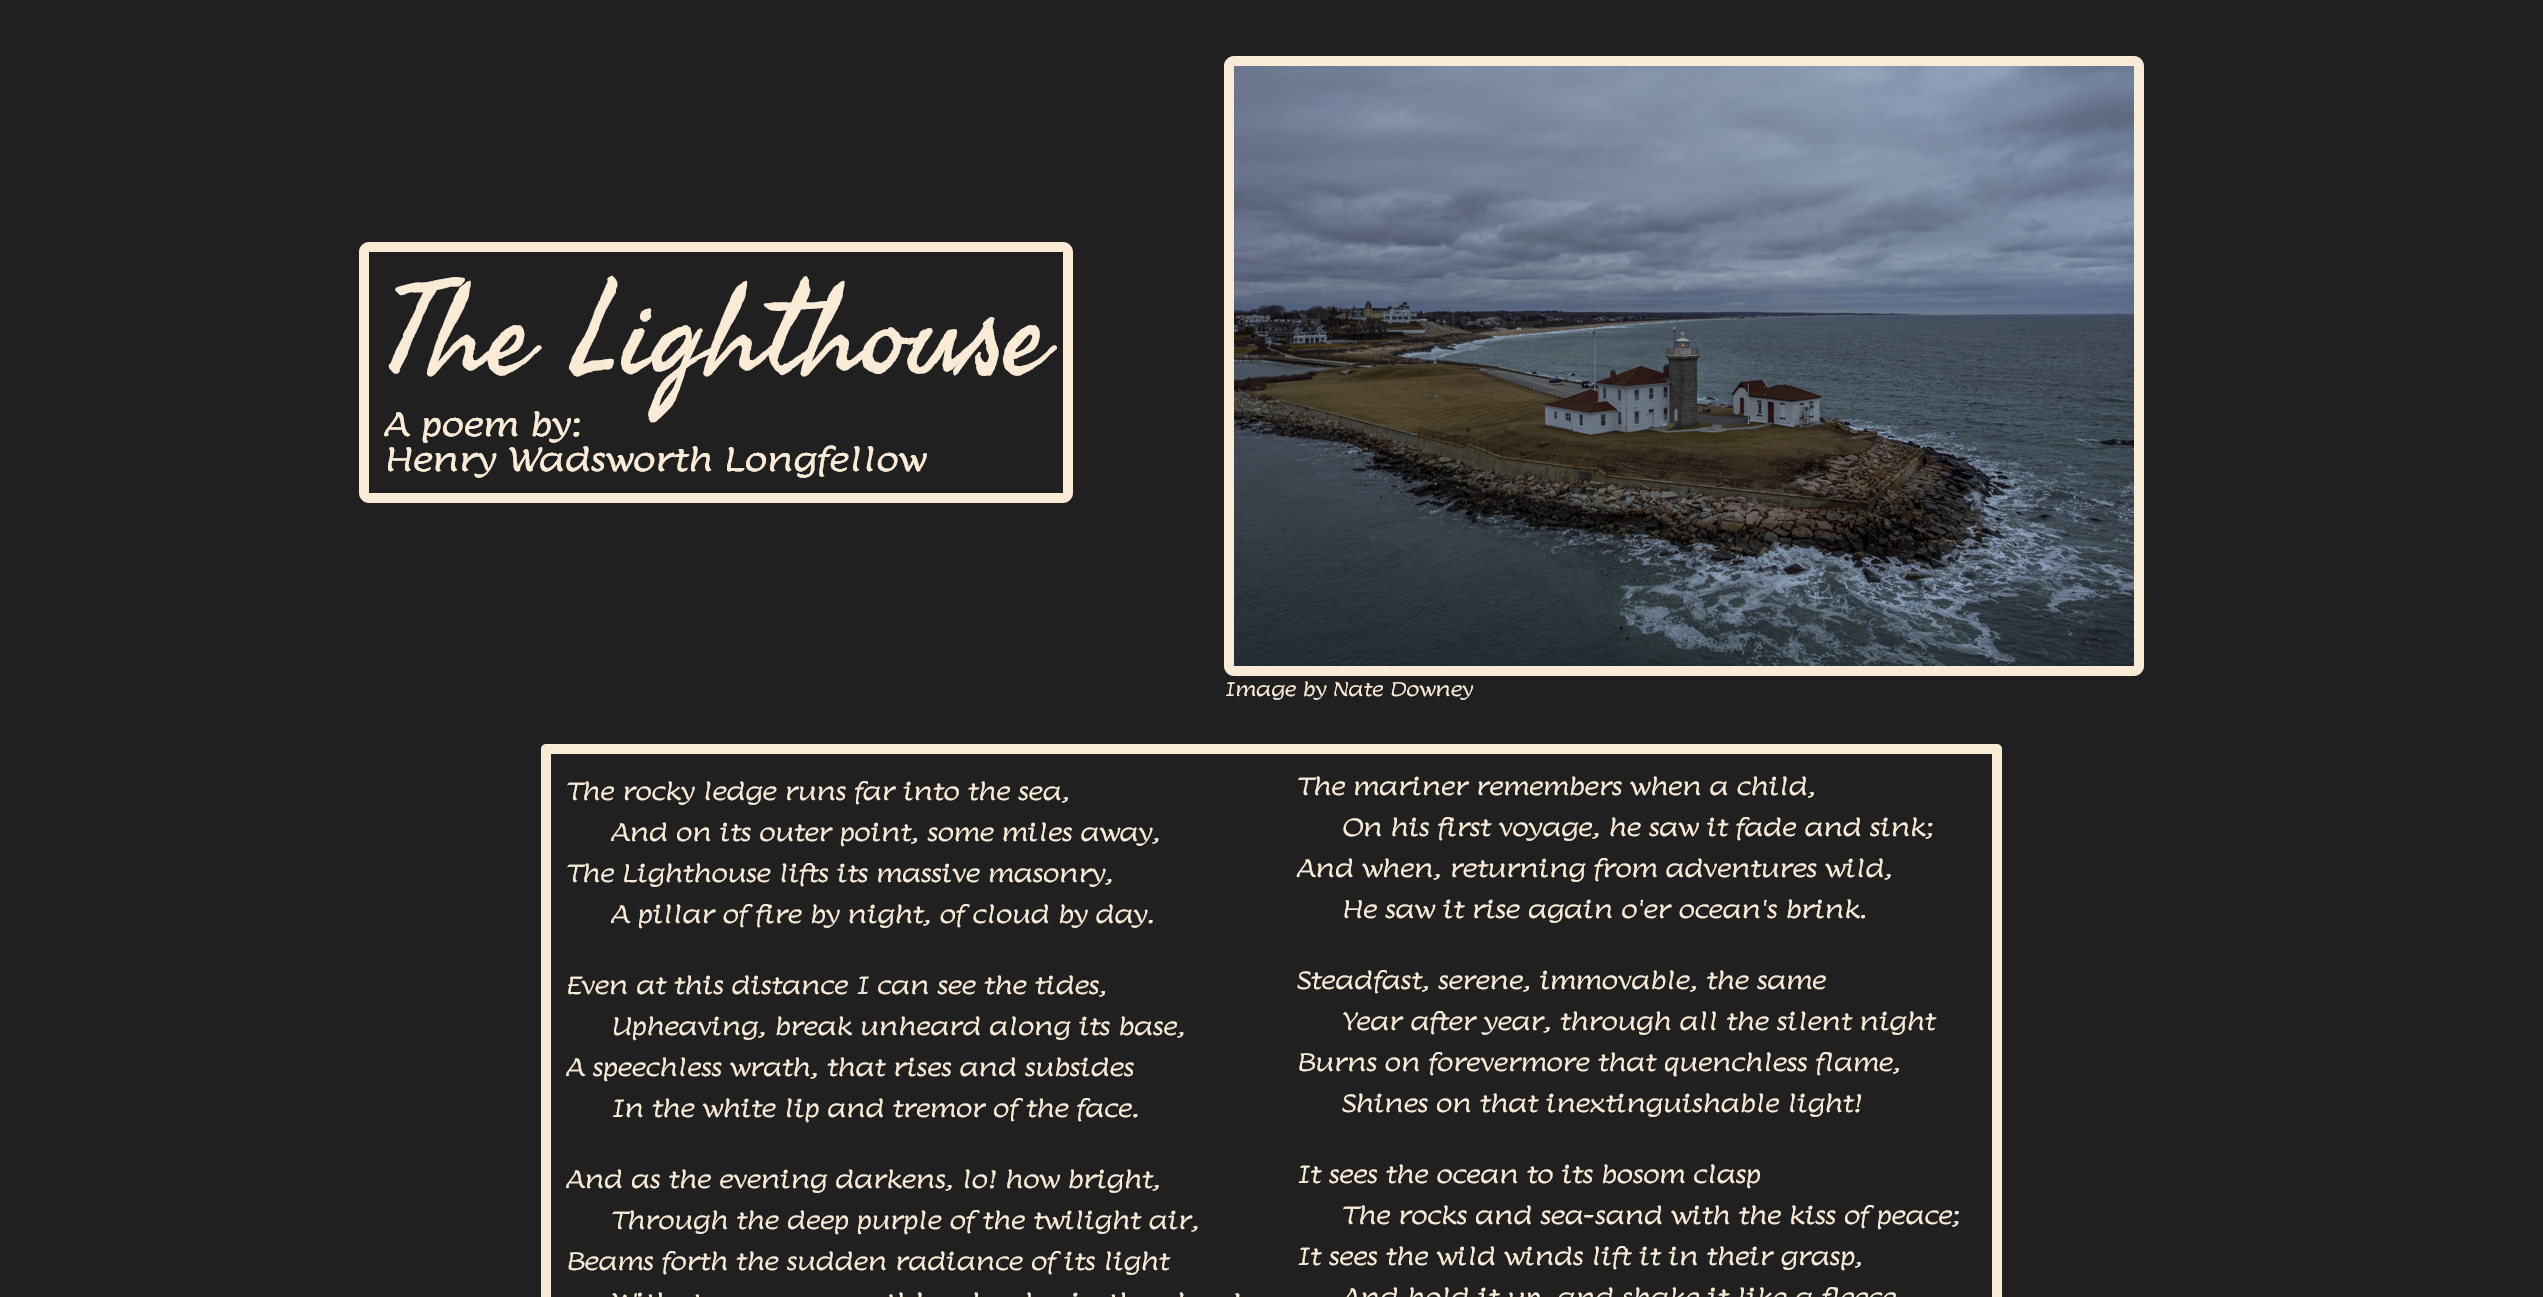 The Lighthouse
A poem by:
Henry Wadsworth Longfellow
Image by Nate Downey
The rocky ledge runs far into the sea,
And on its outer point, some miles away,
The Lighthouse lifts its massive masonry,
A pillar of fire by night, of cloud by day.
Even at this distance I can see the tides,
Upheaving, break unheard along its base,
A speechless wrath, that rises and subsides
In the white lip and tremor of the face.
And as the evening darkens, lo! how bright,
Through the deep purple of the twilight air,
Beams forth the sudden radiance of its light
The mariner remembers when a child,
On his first voyage, he saw it fade and sink;
And when, returning from adventures wild,
He saw it rise again o'er ocean's brink.
Steadfast, serene, immovable, the same
Year after year, through all the silent night
Burns on forevermore that quenchless flame,
Shines on that inextinguishable light!
It sees the ocean to its bosom clasp
The rocks and sea-sand with the kiss of peace;
It sees the wild winds lift it in their grasp,
And hold it up, and shake it like a fleece